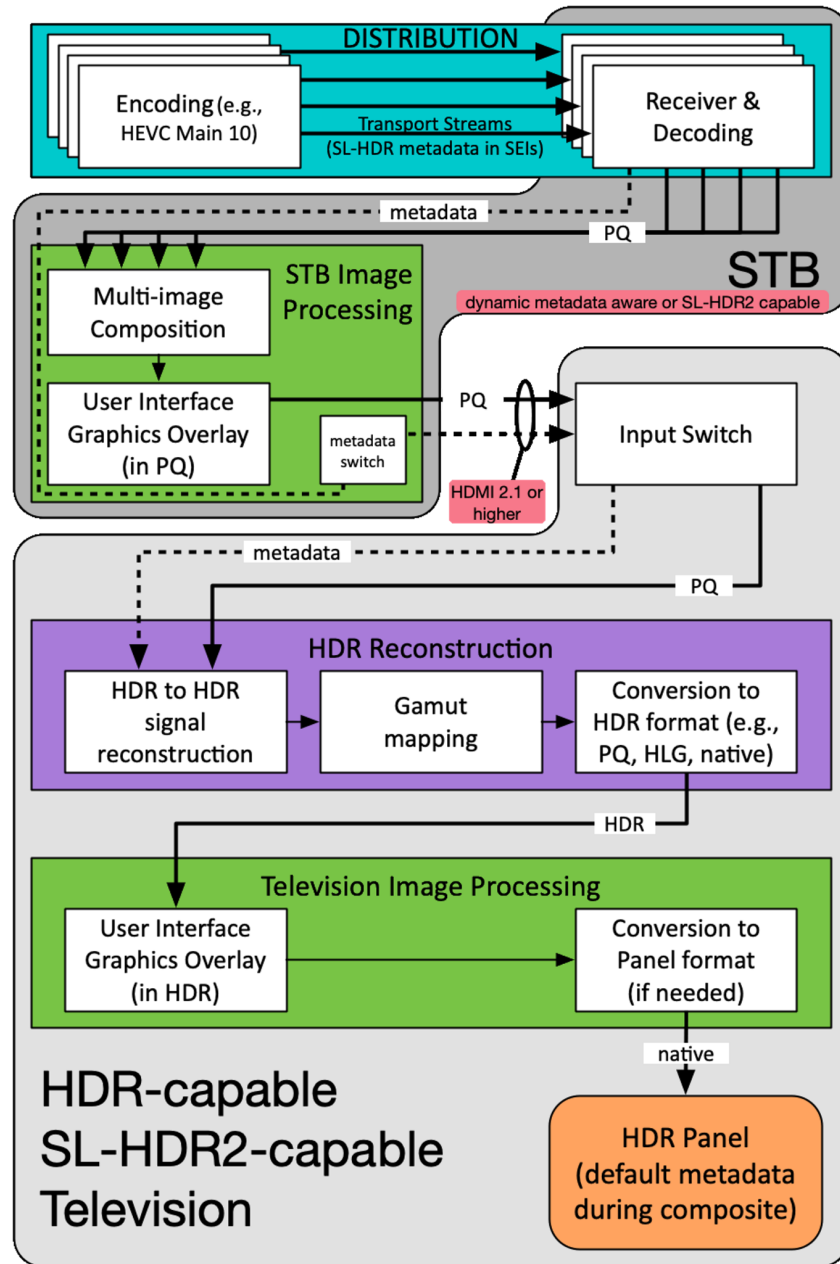 DISTRIBUTION
Encoding (e.g.,
HEVC Main 10)
Transport Streams
(SL-HDR metadata in SEIs)
Receiver &
Decoding
metadata
PQ
STB
dynamic metadata aware or SL-HDR2 capable
STB Image
Processing
Multi-image
Composition
User Interface
Graphics Overlay
(in PQ)
metadata
switch
PQ
HDMI 2.1 or
higher
Input Switch
metadata
PQ
HDR Reconstruction
HDR to HDR
signal
reconstruction
Gamut
mapping
Conversion to
HDR format (e.g.,
PQ, HLG, native)
HDR
Television Image Processing
User Interface
Graphics Overlay
(in HDR)
Conversion to
Panel format
(if needed)
native
HDR-capable
SL-HDR2-capable
Television
HDR Panel
(default metadata
during composite)